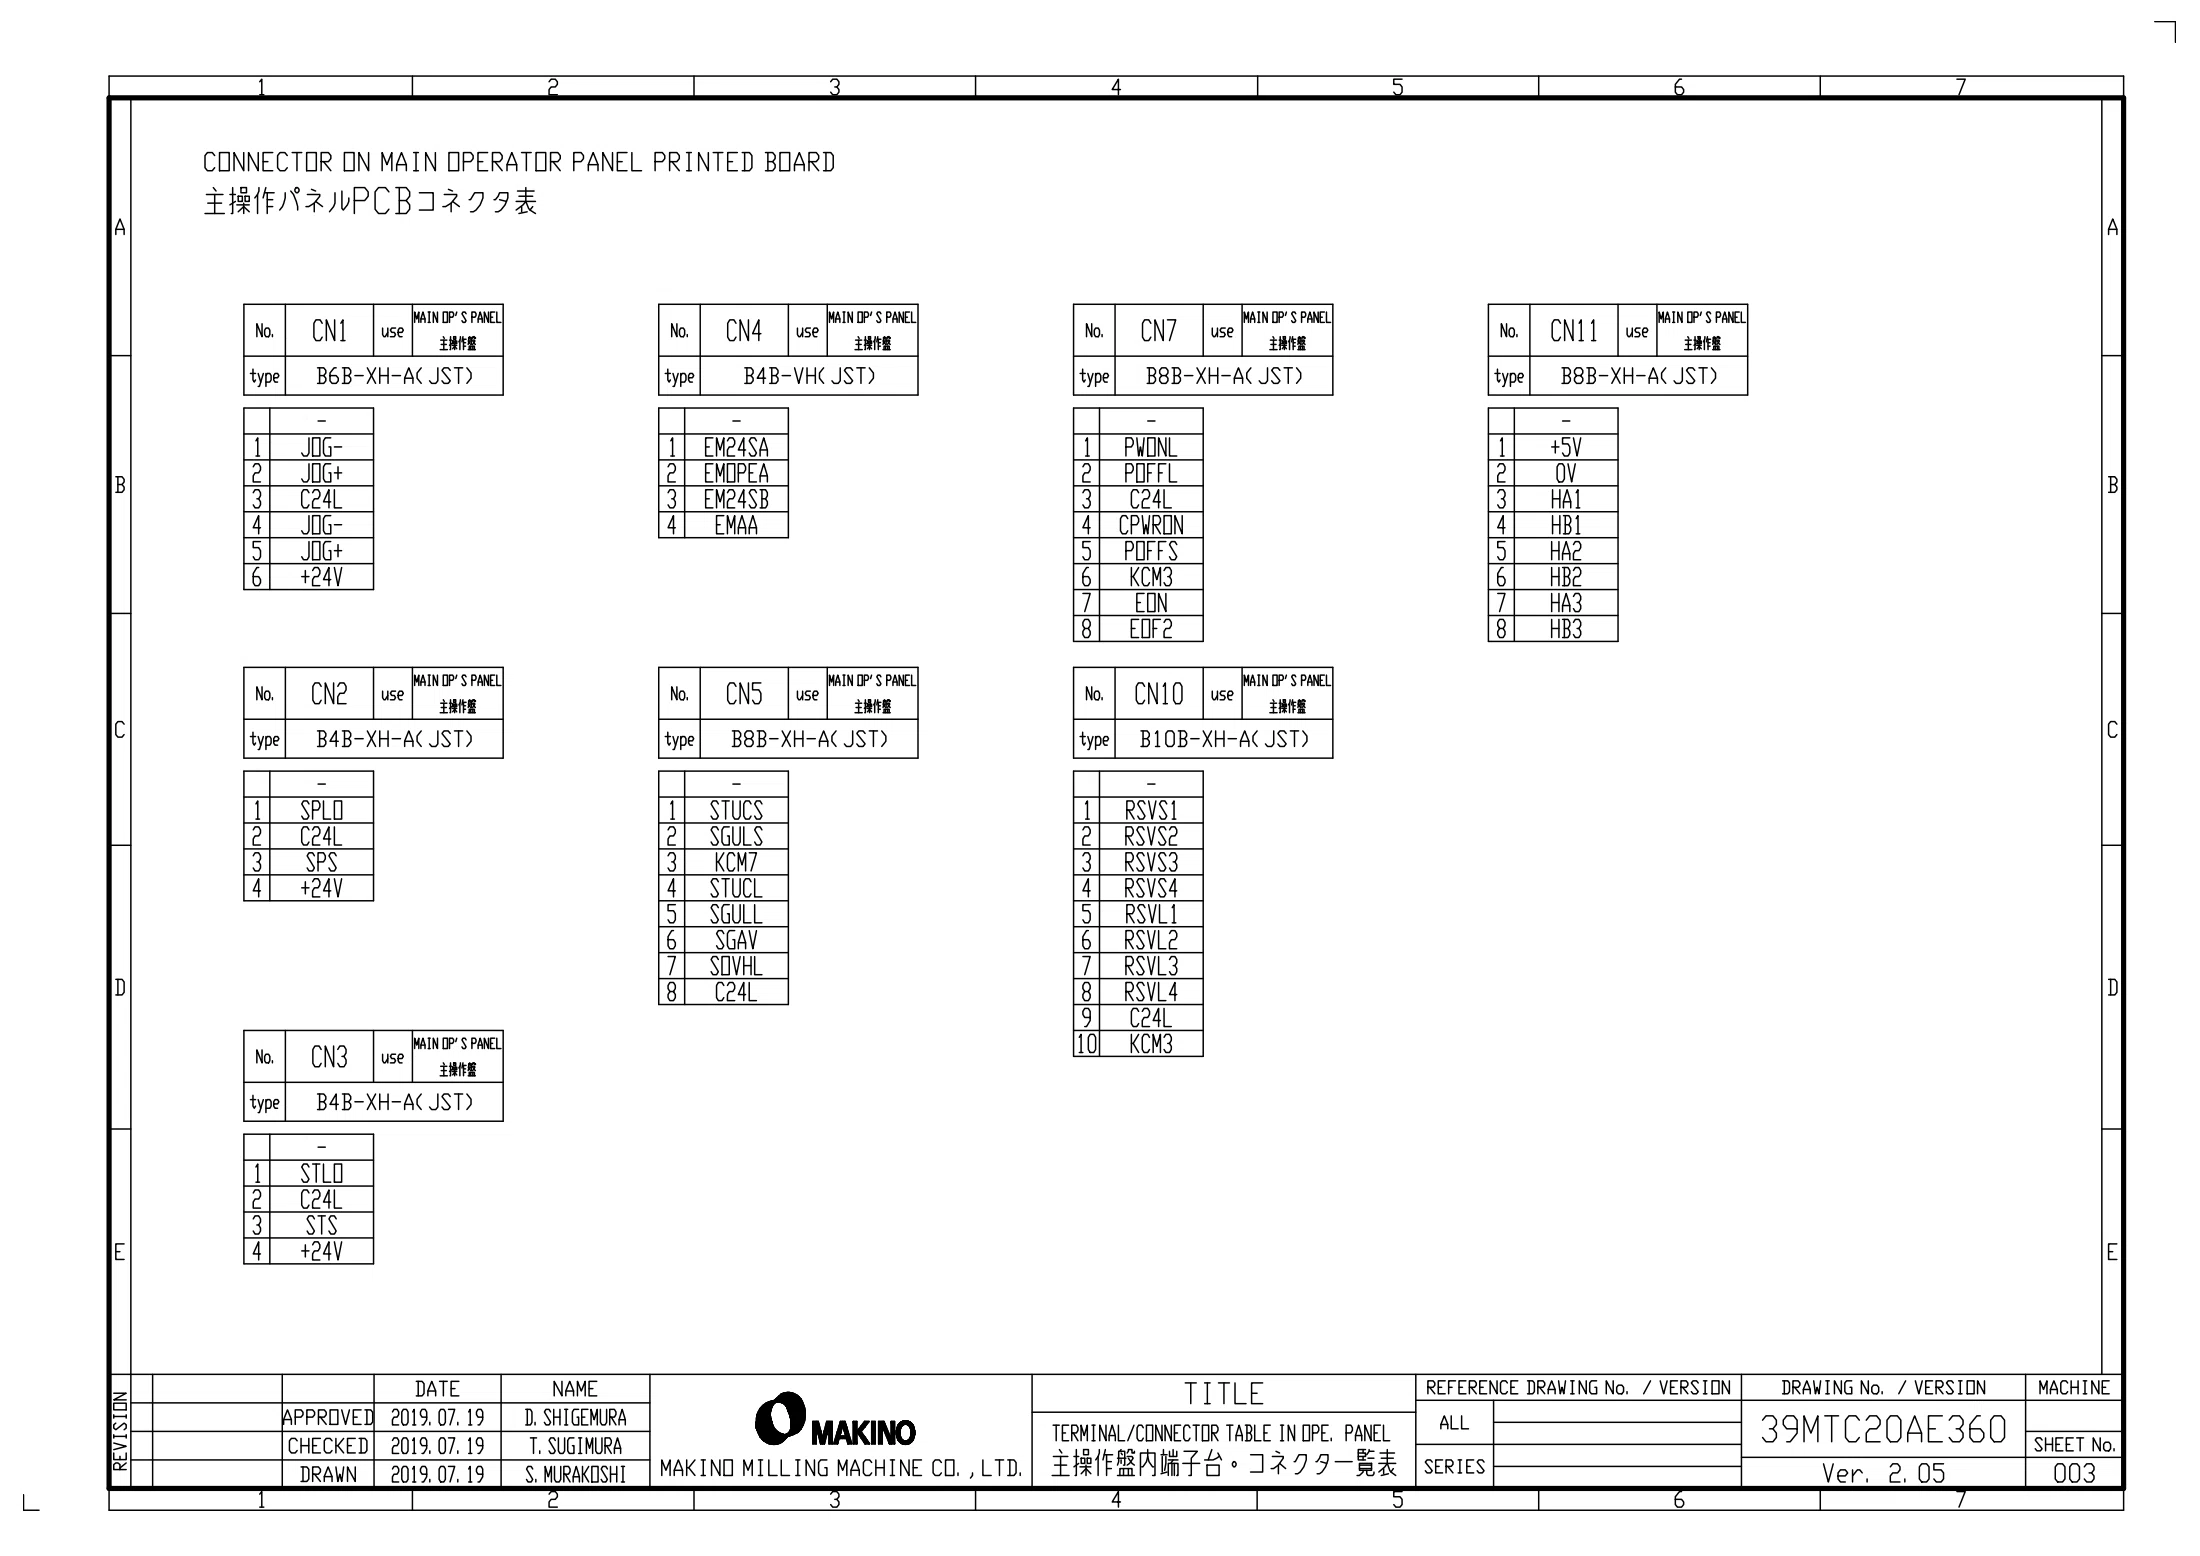 1 2 3 4 5 6 7
CONNECTOR ON MAIN OPERATOR PANEL PRINTED BOARD
主操作パネルPCBコネクタ表
A A
B B
C C
D D
E E
No. CN1 use MAIN OP'S PANEL
主操作盤
type B6B-XH-A(JST)
-
1 JOG-
2 JOG+
3 C24L
4 JOG-
5 JOG+
6 +24V
No. CN2 use MAIN OP'S PANEL
主操作盤
type B4B-XH-A(JST)
-
1 SPLO
2 C24L
3 SPS
4 +24V
No. CN3 use MAIN OP'S PANEL
主操作盤
type B4B-XH-A(JST)
-
1 STLO
2 C24L
3 STS
4 +24V
No. CN4 use MAIN OP'S PANEL
主操作盤
type B4B-VH(JST)
-
1 EM24SA
2 EMOPEA
3 EM24SB
4 EMAA
No. CN5 use MAIN OP'S PANEL
主操作盤
type B8B-XH-A(JST)
-
1 STUCS
2 SGULS
3 KCM7
4 STUCL
5 SGULL
6 SGAV
7 SOVHL
8 C24L
No. CN7 use MAIN OP'S PANEL
主操作盤
type B8B-XH-A(JST)
-
1 PWONL
2 POFFL
3 C24L
4 CPWRON
5 POFFS
6 KCM3
7 EON
8 EOF2
No. CN10 use MAIN OP'S PANEL
主操作盤
type B10B-XH-A(JST)
-
1 RSVS1
2 RSVS2
3 RSVS3
4 RSVS4
5 RSVL1
6 RSVL2
7 RSVL3
8 RSVL4
9 C24L
10 KCM3
No. CN11 use MAIN OP'S PANEL
主操作盤
type B8B-XH-A(JST)
-
1 +5V
2 0V
3 HA1
4 HB1
5 HA2
6 HB2
7 HA3
8 HB3
REVISION
DATE NAME
APPROVED 2019.07.19 D.SHIGEMURA
CHECKED 2019.07.19 T.SUGIMURA
DRAWN 2019.07.19 S.MURAKOSHI
MAKINO
MAKINO MILLING MACHINE CO.,LTD.
TITLE
TERMINAL/CONNECTOR TABLE IN OPE. PANEL
主操作盤内端子台。コネクタ一覧表
REFERENCE DRAWING No. / VERSION
ALL
SERIES
DRAWING No. / VERSION
39MTC20AE360
Ver. 2.05
MACHINE
SHEET No.
003
1 2 3 4 5 6 7